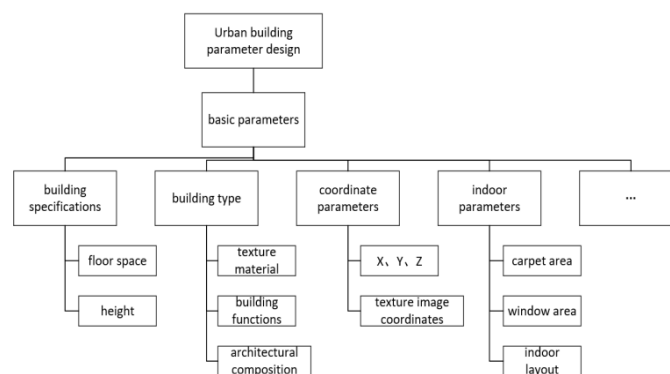 Urban building
parameter design
basic parameters
building
specifications
building type
coordinate
parameters
indoor
parameters
...
floor space
height
texture
material
building
functions
architectural
composition
X、Y、Z
texture image
coordinates
carpet area
window area
indoor
layout